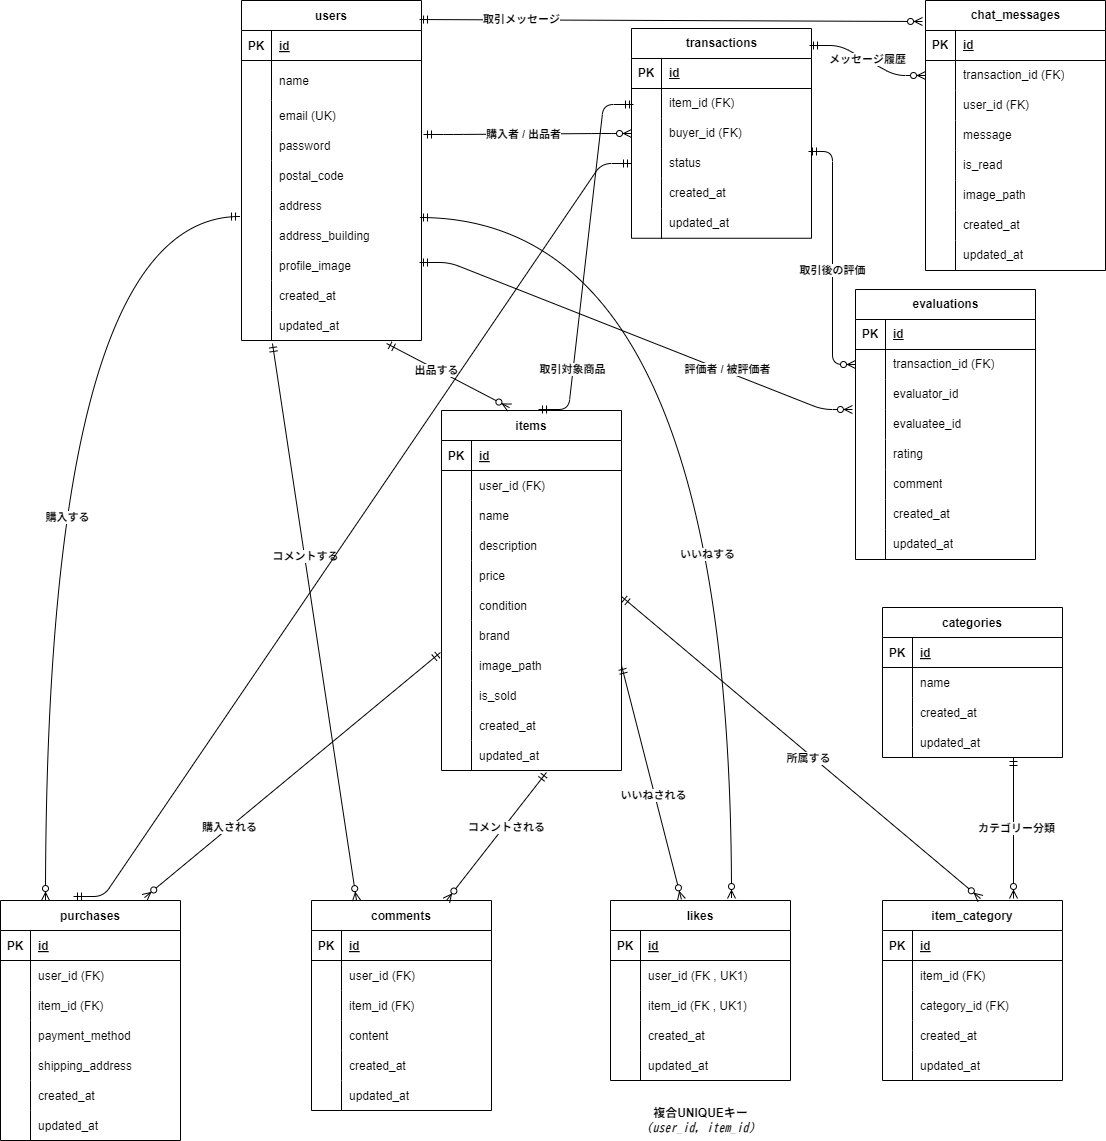 users
PK id
name
email (UK)
password
postal_code
address
address_building
profile_image
created_at
updated_at
取引メッセージ
transactions
PK id
item_id (FK)
buyer_id (FK)
status
created_at
updated_at
メッセージ履歴
chat_messages
PK id
transaction_id (FK)
user_id (FK)
message
is_read
image_path
created_at
updated_at
購入者 / 出品者
取引後の評価
evaluations
PK id
transaction_id (FK)
evaluator_id
evaluatee_id
rating
comment
created_at
updated_at
出品する
取引対象商品
評価者 / 被評価者
items
PK id
user_id (FK)
name
description
price
condition
brand
image_path
is_sold
created_at
updated_at
購入する
コメントする
いいねする
categories
PK id
name
created_at
updated_at
所属する
いいねされる
購入される
コメントされる
カテゴリー分類
purchases
PK id
user_id (FK)
item_id (FK)
payment_method
shipping_address
created_at
updated_at
comments
PK id
user_id (FK)
item_id (FK)
content
created_at
updated_at
likes
PK id
user_id (FK , UK1)
item_id (FK , UK1)
created_at
updated_at
item_category
PK id
item_id (FK)
category_id (FK)
created_at
updated_at
複合UNIQUEキー
(user_id, item_id)